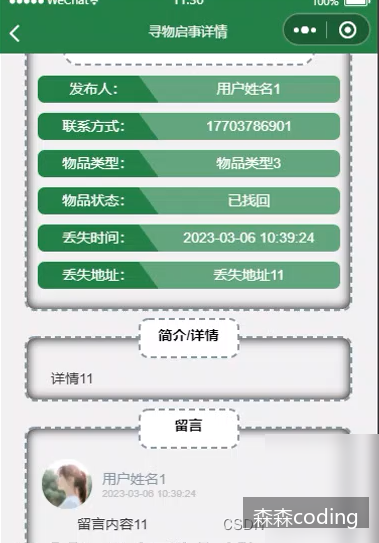 WeChat
11:30
100%
寻物启事详情
发布人：
用户姓名1
联系方式：
17703786901
物品类型：
物品类型3
物品状态：
已找回
丢失时间：
2023-03-06 10:39:24
丢失地址：
丢失地址11
简介/详情
详情11
留言
用户姓名1
2023-03-06 10:39:24
留言内容11
森森coding